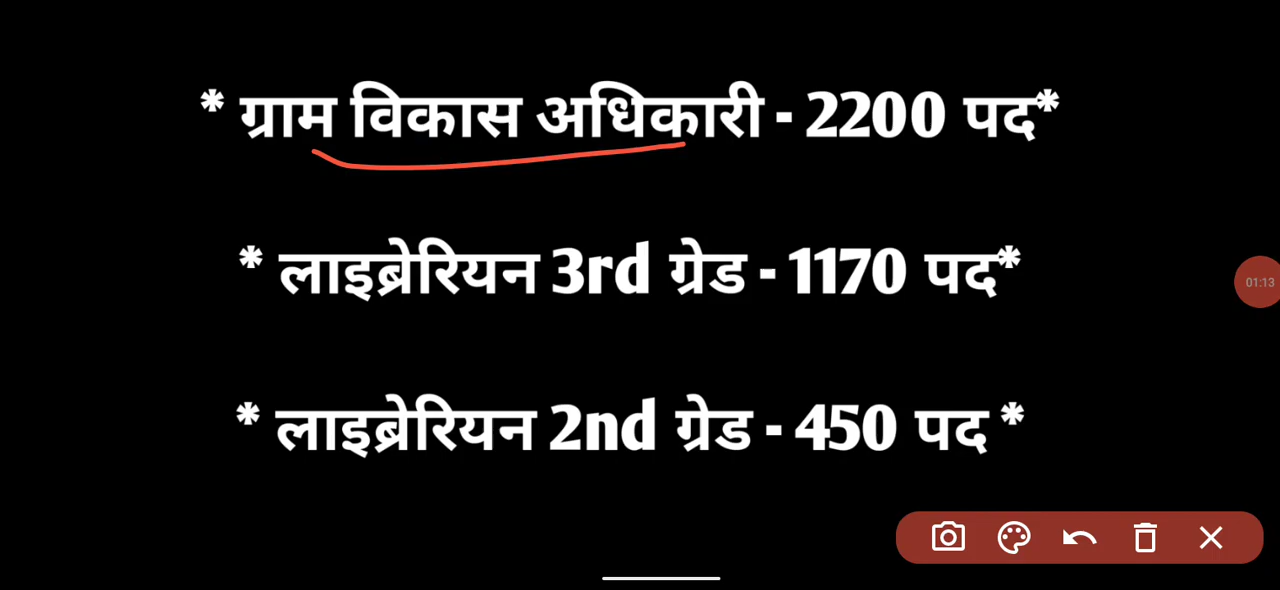 * ग्राम विकास अधिकारी - 2200 पद*
* लाइब्रेरियन 3rd ग्रेड - 1170 पद*
01:13
* लाइब्रेरियन 2nd ग्रेड - 450 पद *